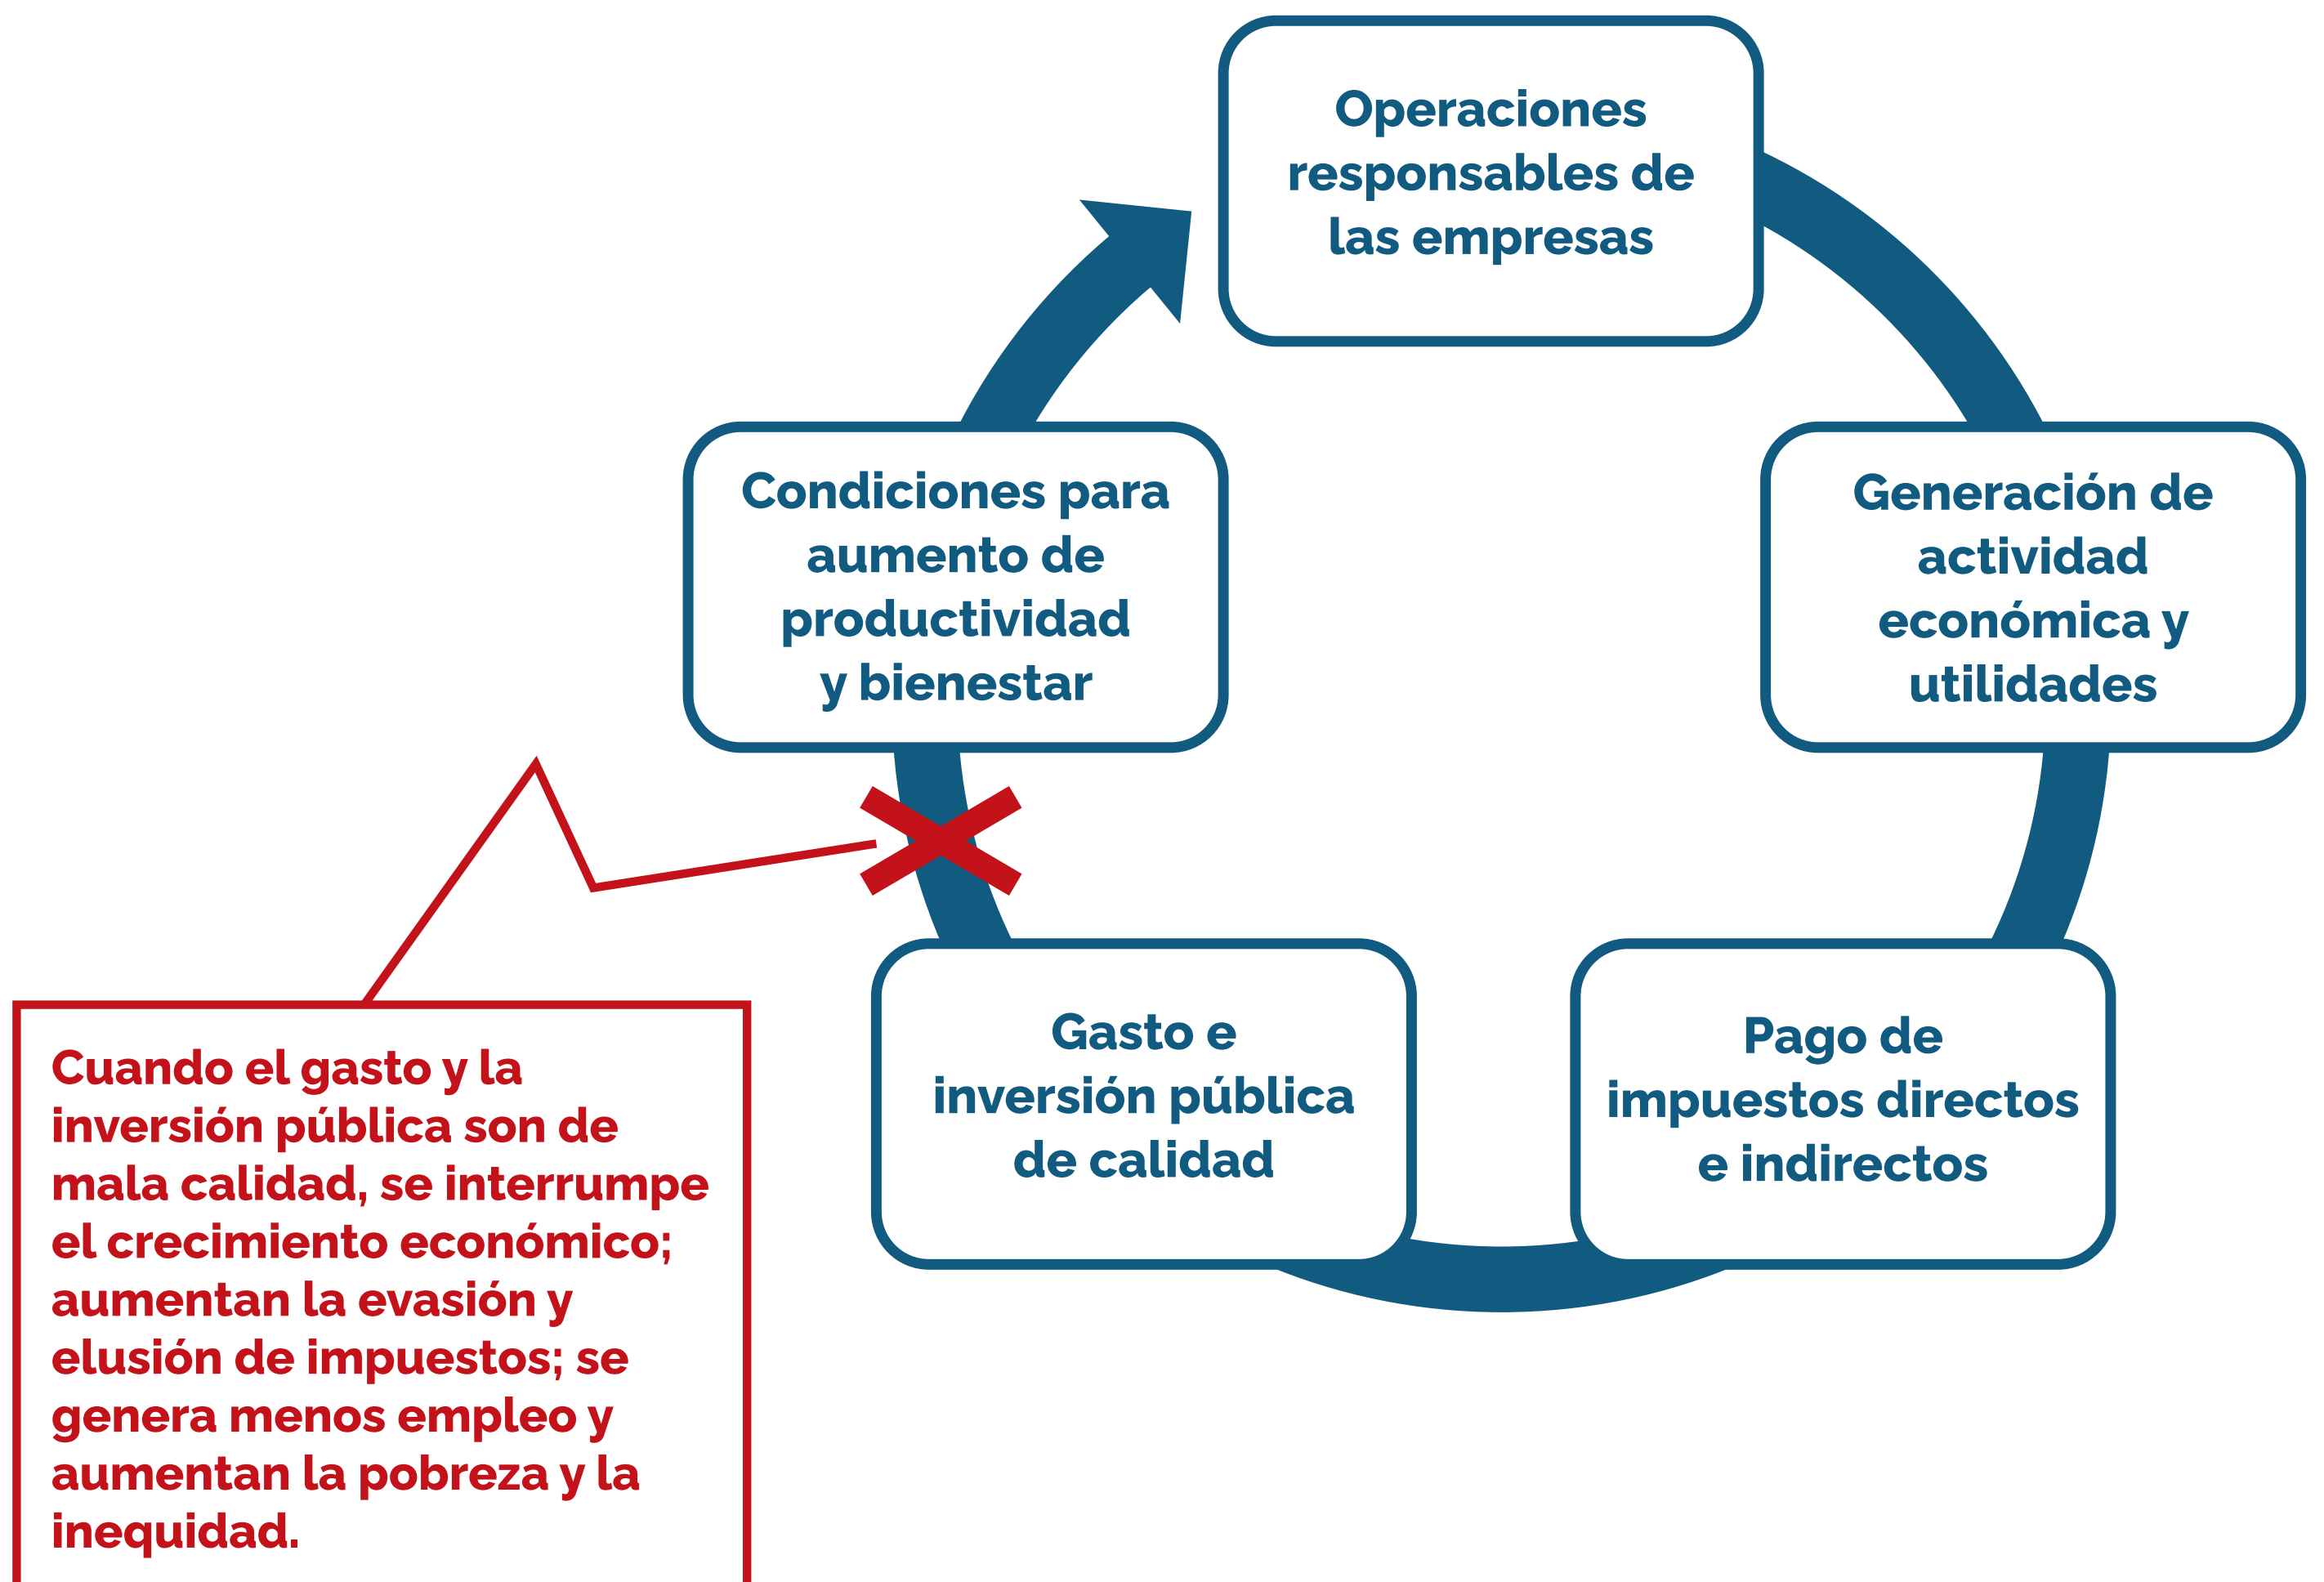 Operaciones
responsables de
las empresas
Condiciones para
aumento de
productividad
y bienestar
Generación de
actividad
económica y
utilidades
Gasto e
inversión pública
de calidad
Pago de
impuestos directos
e indirectos
Cuando el gasto y la
inversión pública son de
mala calidad, se interrumpe
el crecimiento económico;
aumentan la evasión y
elusión de impuestos; se
genera menos empleo y
aumentan la pobreza y la
inequidad.